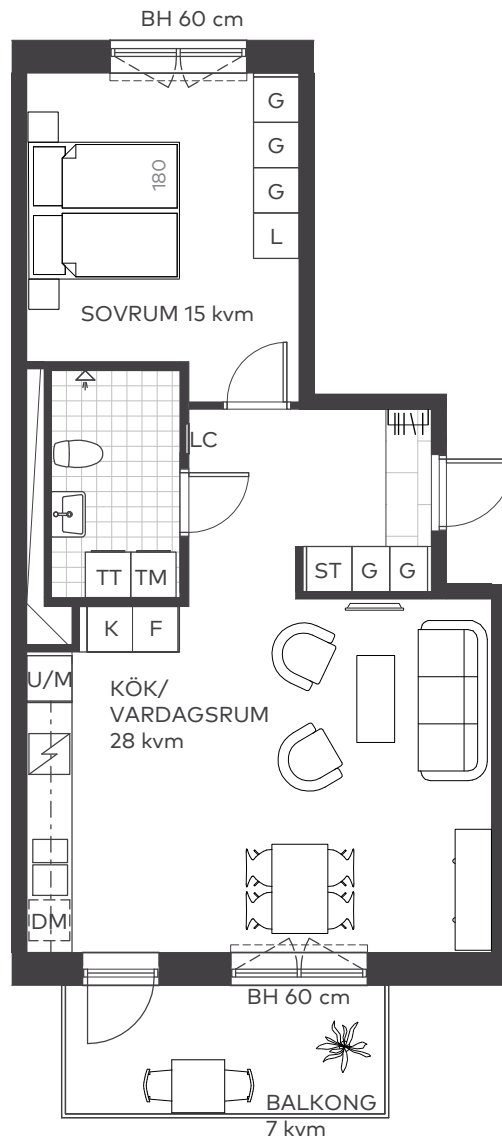 BH 60 cm
G
G
G
L
180
SOVRUM 15 kvm
LC
TT TM
ST G G
K F
U/M
KÖK/
VARDAGSRUM
28 kvm
DM
BH 60 cm
BALKONG
7 kvm